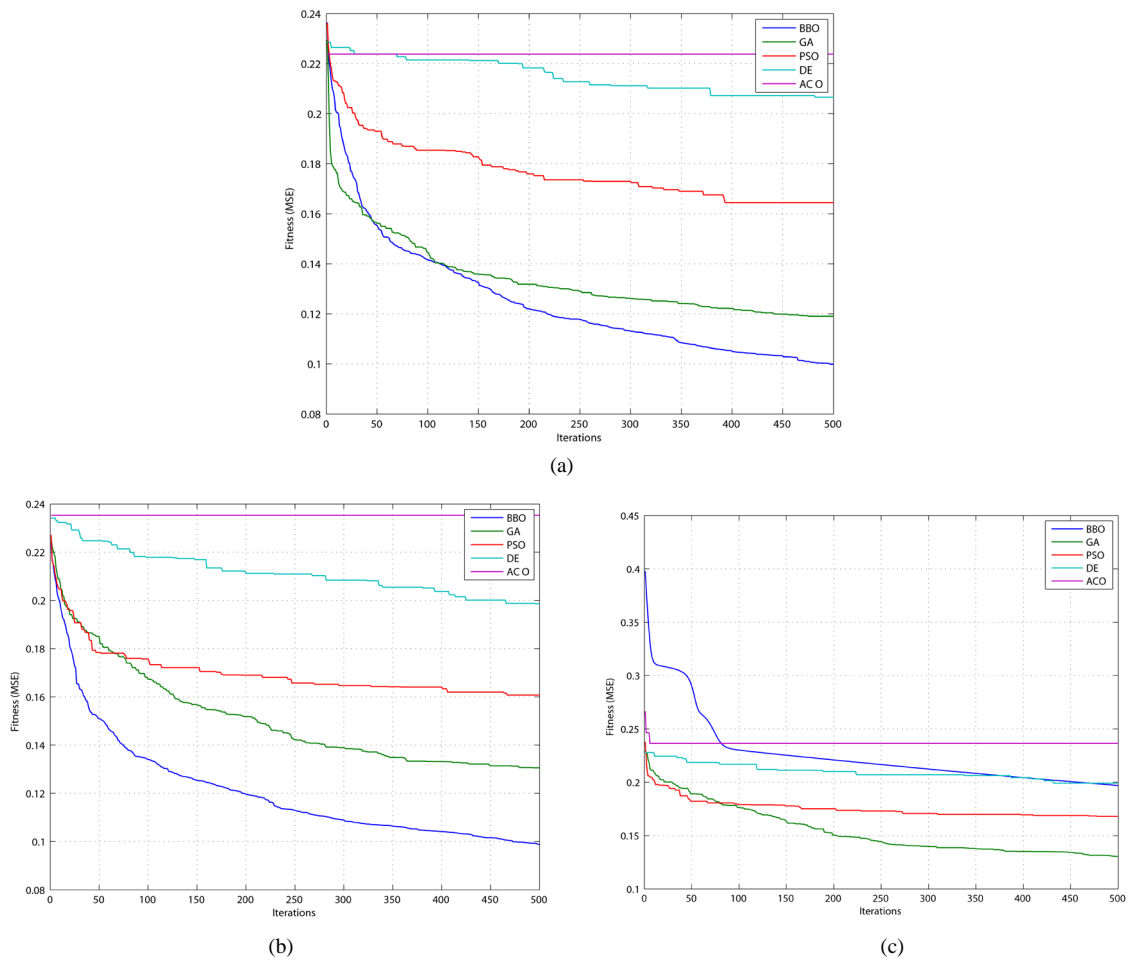 0.24
0.22
0.2
0.18
0.16
0.14
0.12
0.1
0.08
Fitness (MSE)
0 50 100 150 200 250 300 350 400 450 500
Iterations
BBO
GA
PSO
DE
AC O
(a)
0.24
0.22
0.2
0.18
0.16
0.14
0.12
0.1
0.08
Fitness (MSE)
0 50 100 150 200 250 300 350 400 450 500
Iterations
BBO
GA
PSO
DE
AC O
(b)
0.45
0.4
0.35
0.3
0.25
0.2
0.15
0.1
Fitness (MSE)
0 50 100 150 200 250 300 350 400 450 500
Iterations
BBO
GA
PSO
DE
ACO
(c)